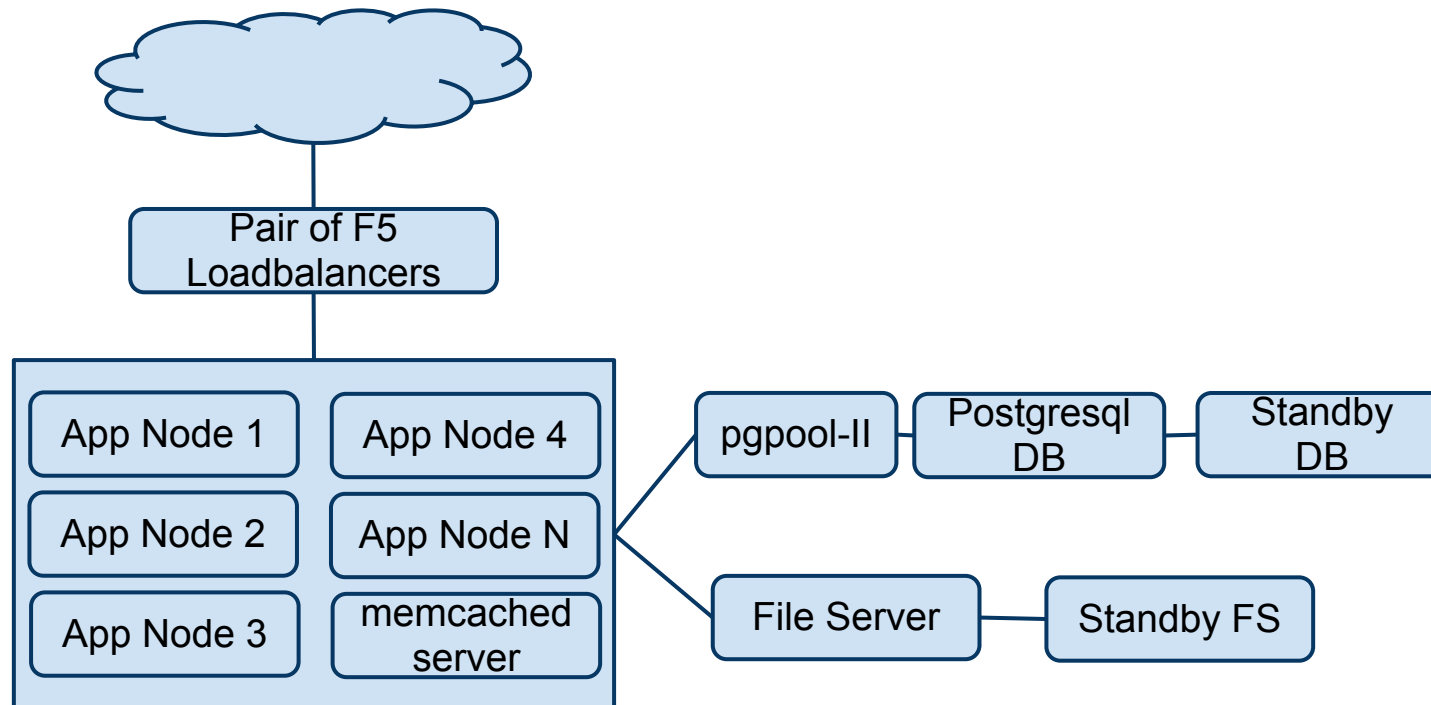 Pair of F5
Loadbalancers
App Node 1
App Node 4
App Node 2
App Node N
App Node 3
memcached
server
pgpool-II
Postgresql
DB
Standby
DB
File Server
Standby FS